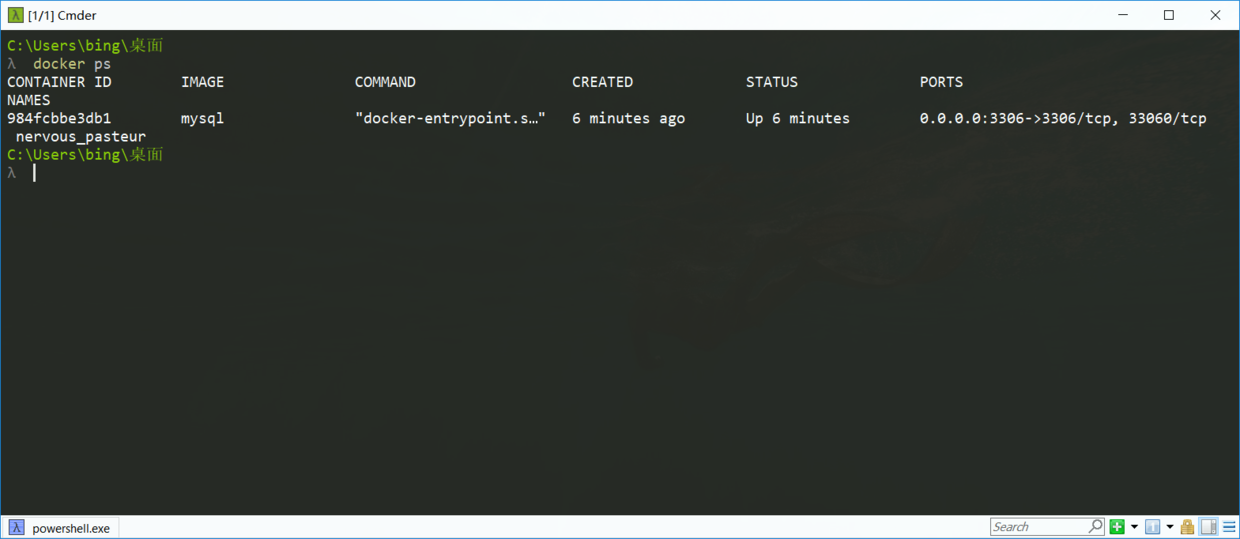 [1/1] Cmder
C:\Users\bing\桌面
λ  docker ps
CONTAINER ID        IMAGE               COMMAND                  CREATED             STATUS              PORTS
NAMES
984fcbbe3db1        mysql               "docker-entrypoint.s…"   6 minutes ago       Up 6 minutes        0.0.0.0:3306->3306/tcp, 33060/tcp
 nervous_pasteur
C:\Users\bing\桌面
λ
powershell.exe
Search